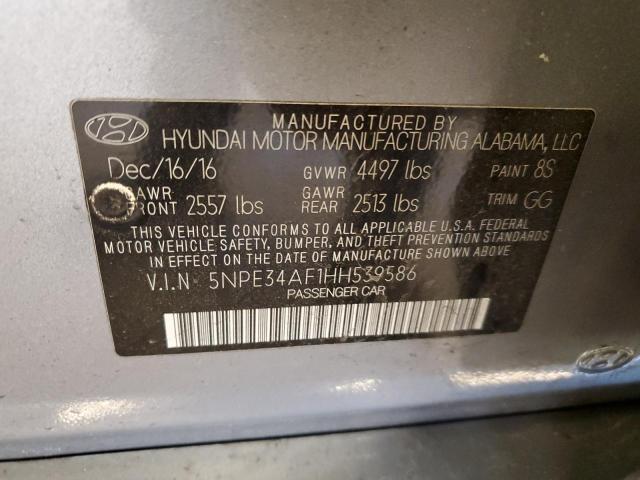 MANUFACTURED BY
HYUNDAI MOTOR MANUFACTURING ALABAMA, LLC
Dec/16/16 GVWR 4497 lbs PAINT 8S
GAWR FRONT 2557 lbs GAWR REAR 2513 lbs TRIM GG
THIS VEHICLE CONFORMS TO ALL APPLICABLE U.S.A. FEDERAL
MOTOR VEHICLE SAFETY, BUMPER, AND THEFT PREVENTION STANDARDS
IN EFFECT ON THE DATE OF MANUFACTURE SHOWN ABOVE
V.I.N 5NPE34AF1HH539586
PASSENGER CAR